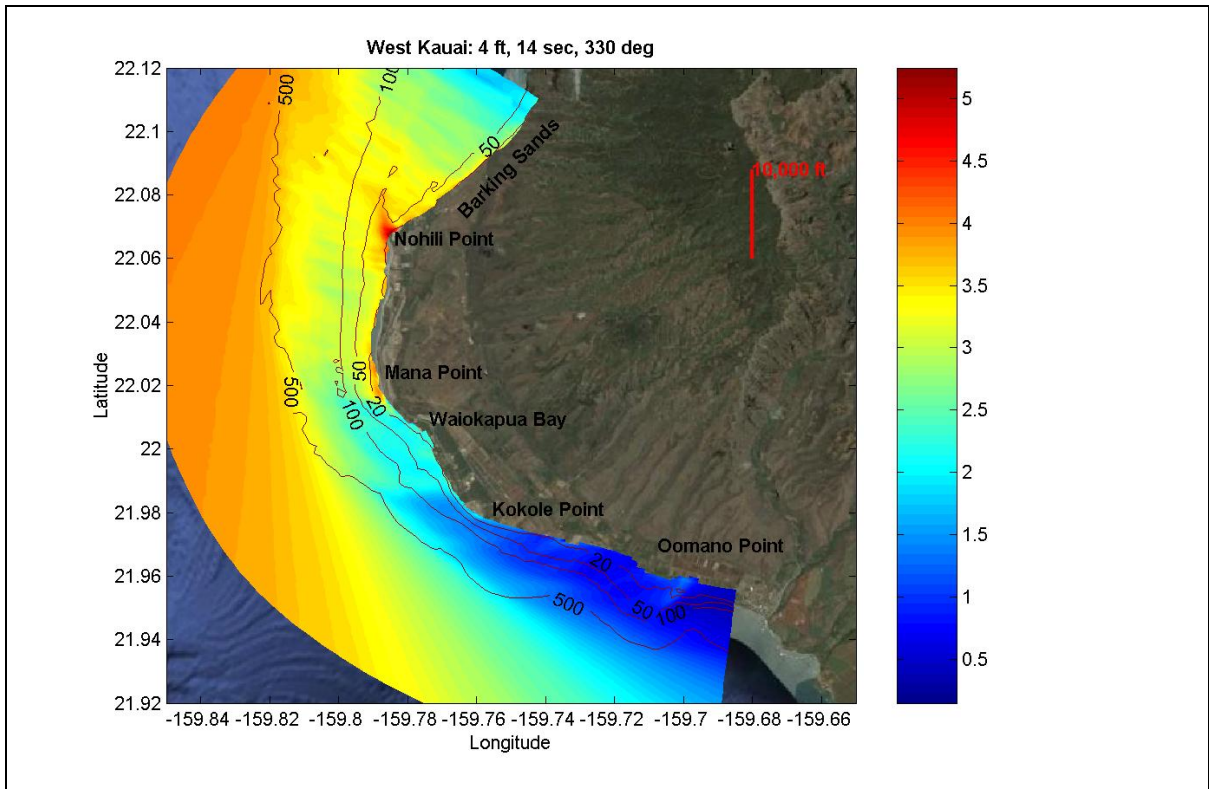 West Kauai: 4 ft, 14 sec, 330 deg
22.12
22.1
22.08
22.06
22.04
22.02
22
21.98
21.96
21.94
21.92
Latitude
500
100
50
Barking Sands
10,000 ft
Nohili Point
Mana Point
50
20
500
100
Waiokapua Bay
Kokole Point
Oomano Point
20
50
100
500
-159.84 -159.82 -159.8 -159.78 -159.76 -159.74 -159.72 -159.7 -159.68 -159.66
Longitude
5
4.5
4
3.5
3
2.5
2
1.5
1
0.5